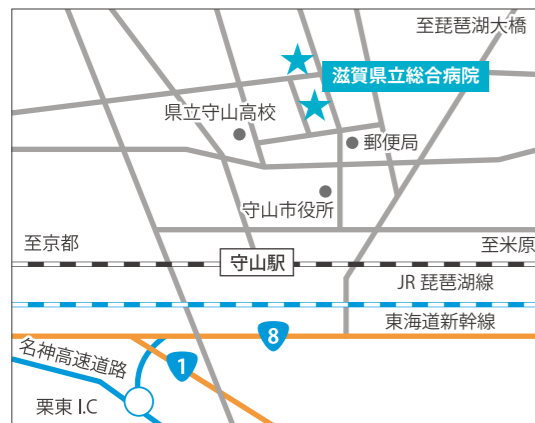 至琵琶湖大橋
滋賀県立総合病院
県立守山高校
郵便局
守山市役所
至京都
至米原
守山駅
JR 琵琶湖線
東海道新幹線
8
名神高速道路
1
栗東 I.C